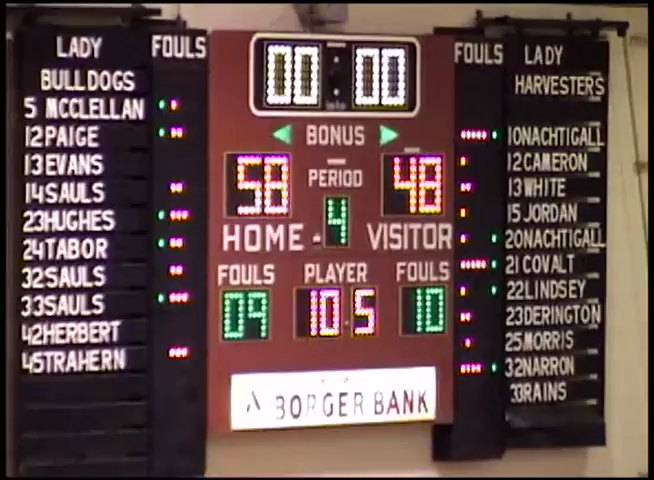 LADY
BULLDOGS
FOULS
5 MCCLELLAN
12 PAIGE
13 EVANS
14 SAULS
23 HUGHES
24 TABOR
32 SAULS
33 SAULS
42 HERBERT
45 STRAHERN
00 00
BONUS
58 PERIOD 48
4
HOME VISITOR
FOULS PLAYER FOULS
09 10.5 10
BORGER BANK
FOULS
LADY
HARVESTERS
10 NACHTIGALL
12 CAMERON
13 WHITE
15 JORDAN
20 NACHTIGALL
21 COVALT
22 LINDSEY
23 DERINGTON
25 MORRIS
32 NARRON
33 RAINS